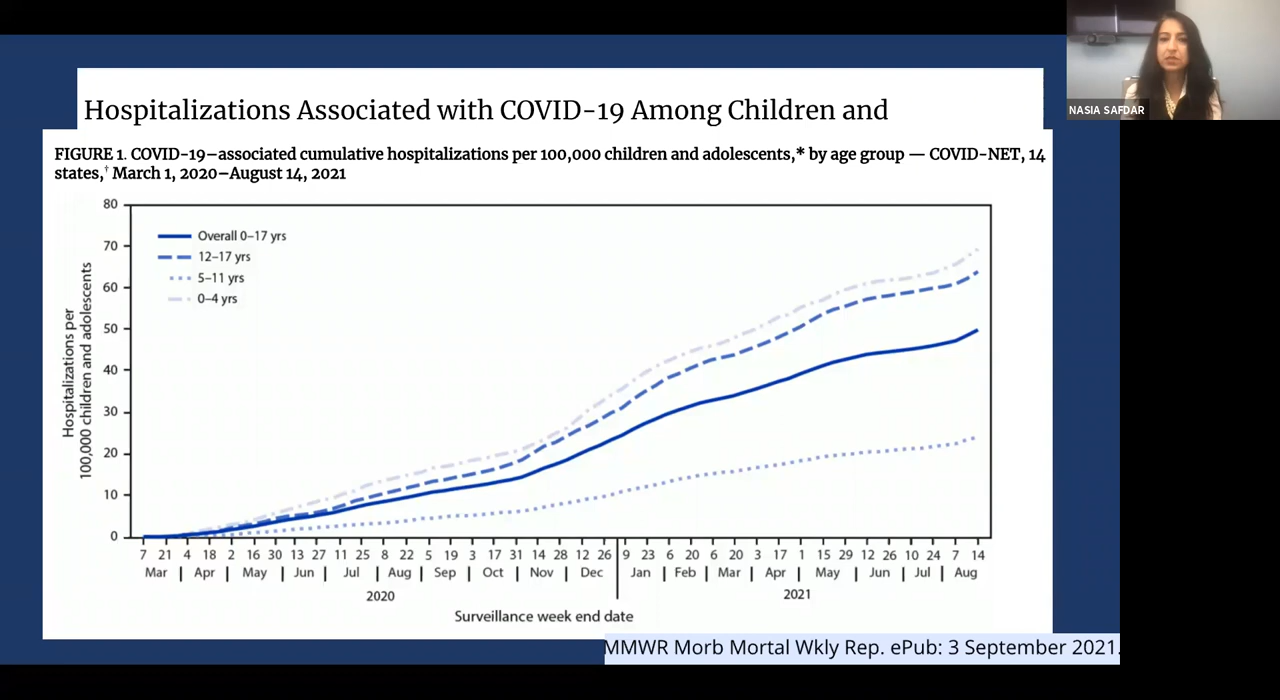 NASIA SAFDAR
Hospitalizations Associated with COVID-19 Among Children and
FIGURE 1. COVID-19–associated cumulative hospitalizations per 100,000 children and adolescents,* by age group — COVID-NET, 14
states,† March 1, 2020–August 14, 2021
Hospitalizations per
100,000 children and adolescents
80
70
60
50
40
30
20
10
0
Overall 0–17 yrs
12–17 yrs
5–11 yrs
0–4 yrs
7 21 4 18 2 16 30 13 27 11 25 8 22 5 19 3 17 31 14 28 12 26 9 23 6 20 6 20 3 17 1 15 29 12 26 10 24 7 14
Mar | Apr | May | Jun | Jul | Aug | Sep | Oct | Nov | Dec | Jan | Feb | Mar | Apr | May | Jun | Jul | Aug
2020 2021
Surveillance week end date
MMWR Morb Mortal Wkly Rep. ePub: 3 September 2021.